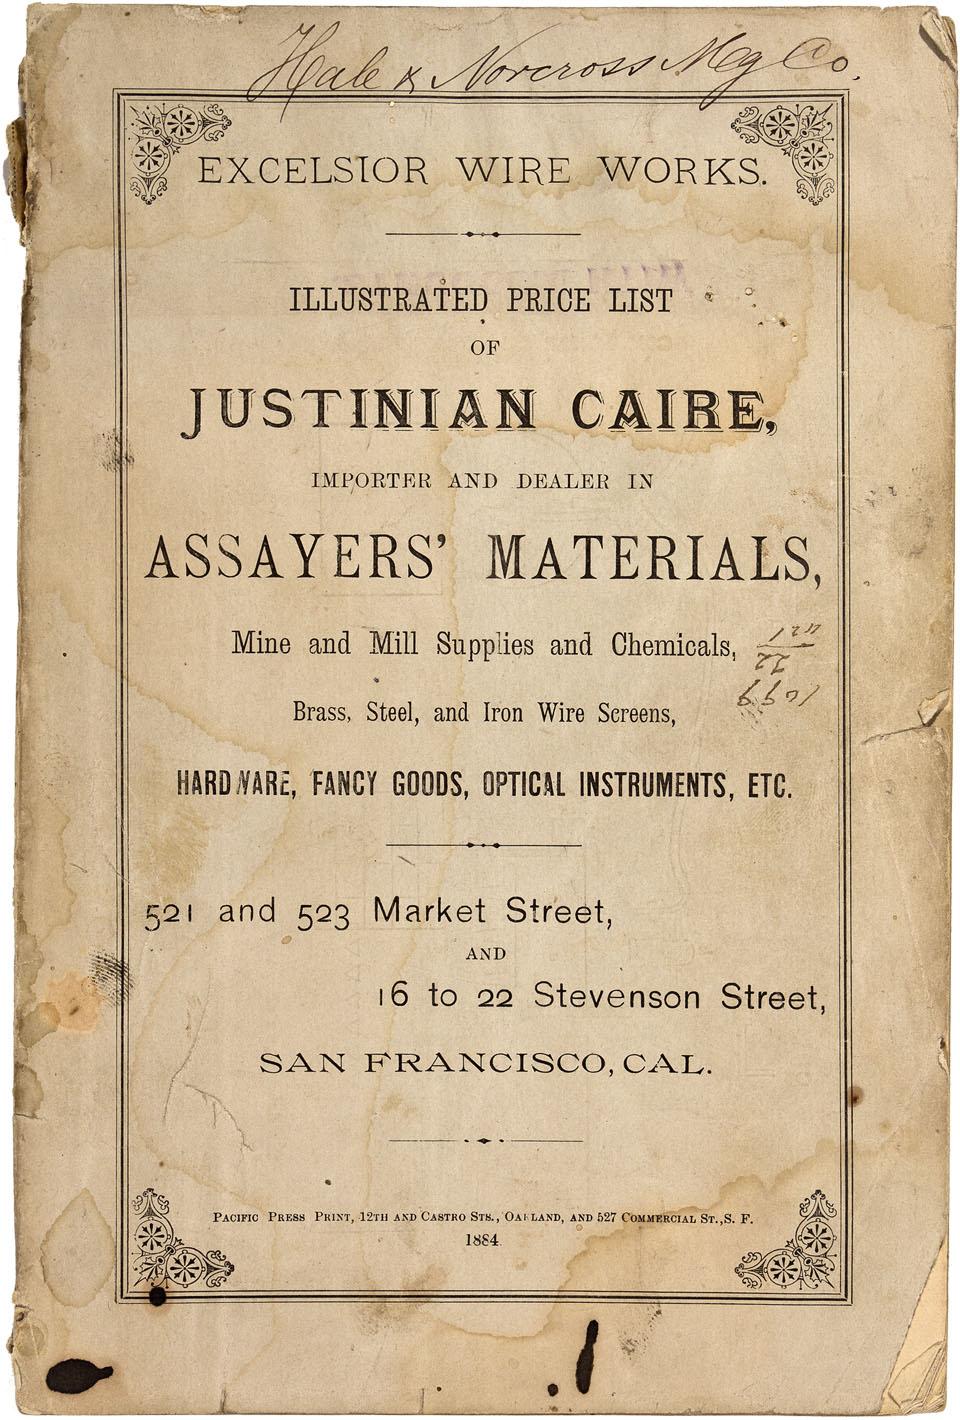 Hale & Norcross Mg Co.
EXCELSIOR WIRE WORKS.
ILLUSTRATED PRICE LIST
OF
JUSTINIAN CAIRE,
IMPORTER AND DEALER IN
ASSAYERS' MATERIALS,
Mine and Mill Supplies and Chemicals,
Brass, Steel, and Iron Wire Screens,
HARDWARE, FANCY GOODS, OPTICAL INSTRUMENTS, ETC.
521 and 523 Market Street,
AND
16 to 22 Stevenson Street,
SAN FRANCISCO, CAL.
PACIFIC PRESS PRINT, 12TH AND CASTRO STS., OAKLAND, AND 527 COMMERCIAL ST., S. F.
1884.